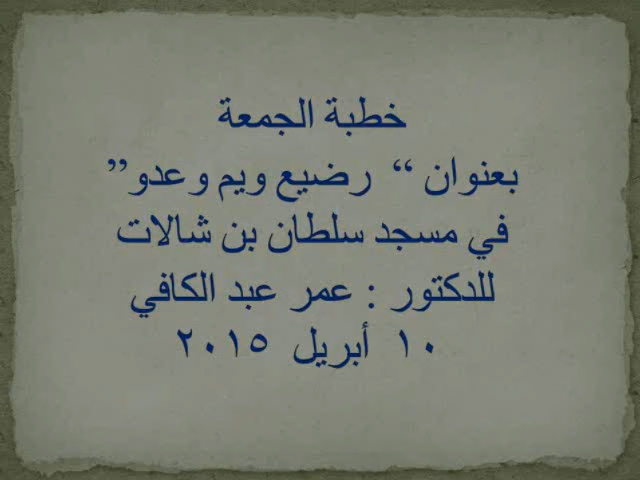 خطبة الجمعة
بعنوان “ رضيع ويم وعدو”
في مسجد سلطان بن شالات
للدكتور : عمر عبد الكافي
١٠ أبريل ٢٠١٥